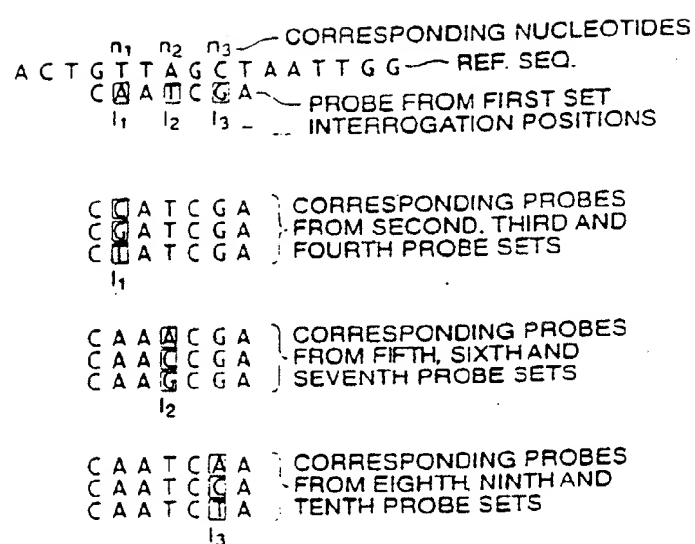 n1 n2 n3 CORRESPONDING NUCLEOTIDES
A C T G T T A G C T A A T T G G REF. SEQ.
C A A T C G A PROBE FROM FIRST SET
I1 I2 I3 INTERROGATION POSITIONS
C C A T C G A CORRESPONDING PROBES
C G A T C G A FROM SECOND, THIRD AND
C T A T C G A FOURTH PROBE SETS
I1
C A A A C G A CORRESPONDING PROBES
C A A C C G A FROM FIFTH, SIXTH AND
C A A G C G A SEVENTH PROBE SETS
I2
C A A T C A A CORRESPONDING PROBES
C A A T C C A FROM EIGHTH, NINTH AND
C A A T C T A TENTH PROBE SETS
I3